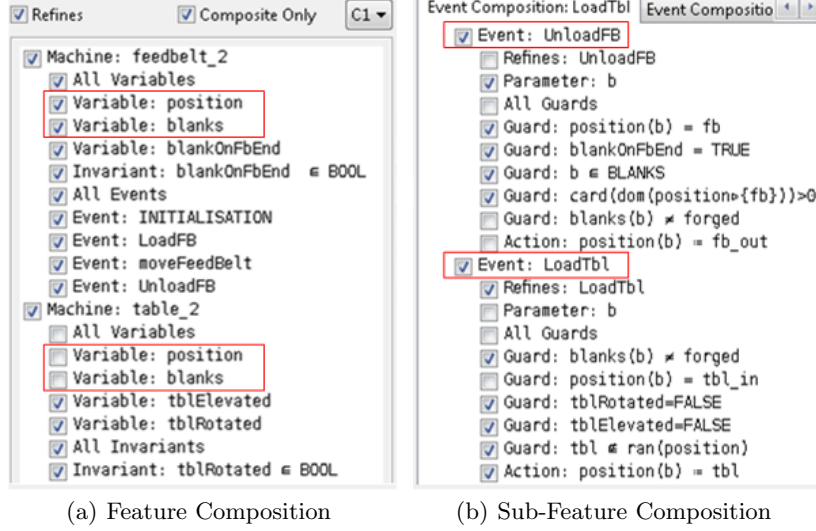 Refines Composite Only C1
Machine: feedbelt_2
All Variables
Variable: position
Variable: blanks
Variable: blankOnFbEnd
Invariant: blankOnFbEnd ∈ BOOL
All Events
Event: INITIALISATION
Event: LoadFB
Event: moveFeedBelt
Event: UnloadFB
Machine: table_2
All Variables
Variable: position
Variable: blanks
Variable: tblElevated
Variable: tblRotated
All Invariants
Invariant: tblRotated ∈ BOOL
(a) Feature Composition
Event Composition: LoadTbl Event Compositio
Event: UnloadFB
Refines: UnloadFB
Parameter: b
All Guards
Guard: position(b) = fb
Guard: blankOnFbEnd = TRUE
Guard: b ∈ BLANKS
Guard: card(dom(position▷{fb}))>0
Guard: blanks(b) ≠ forged
Action: position(b) ≔ fb_out
Event: LoadTbl
Refines: LoadTbl
Parameter: b
All Guards
Guard: blanks(b) ≠ forged
Guard: position(b) = tbl_in
Guard: tblRotated=FALSE
Guard: tblElevated=FALSE
Guard: tbl ∉ ran(position)
Action: position(b) ≔ tbl
(b) Sub-Feature Composition